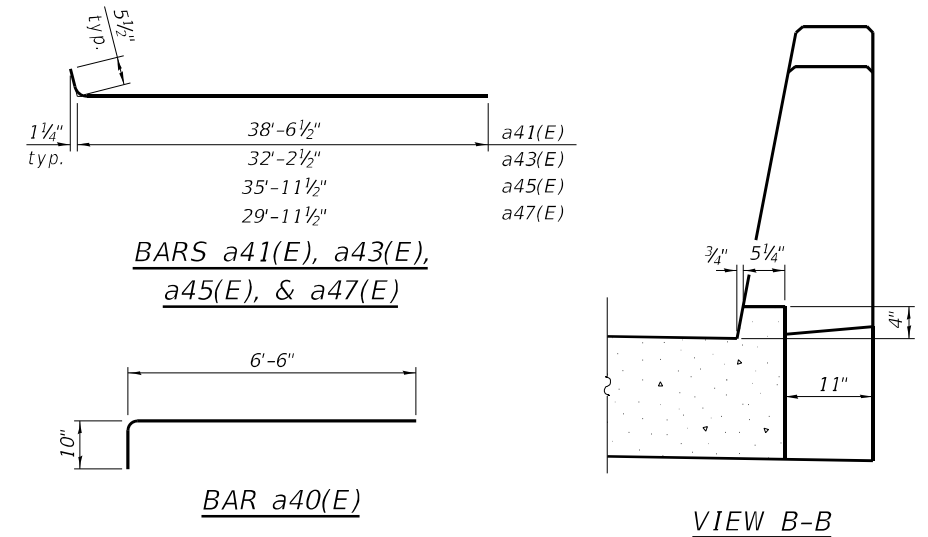 5½"
typ.
1¼"
typ.
38'-6½" a41(E)
32'-2½" a43(E)
35'-11½" a45(E)
29'-11½" a47(E)
BARS a41(E), a43(E),
a45(E), & a47(E)
6'-6"
10"
BAR a40(E)
¾"
5¼"
4"
11"
VIEW B-B